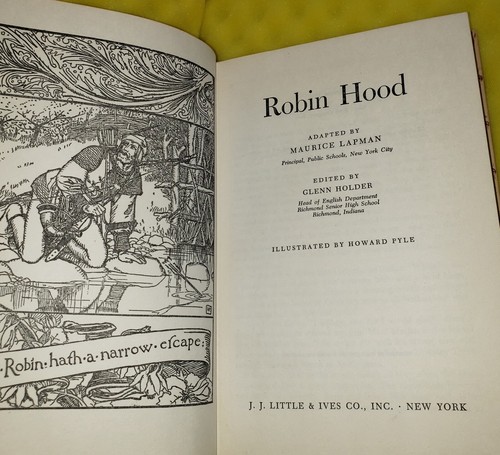 ·Robin·hath·a·narrow·eſcape:
Robin Hood
ADAPTED BY
MAURICE LAPMAN
Principal, Public Schools, New York City
EDITED BY
GLENN HOLDER
Head of English Department
Richmond Senior High School
Richmond, Indiana
ILLUSTRATED BY HOWARD PYLE
J. J. LITTLE & IVES CO., INC. · NEW YORK